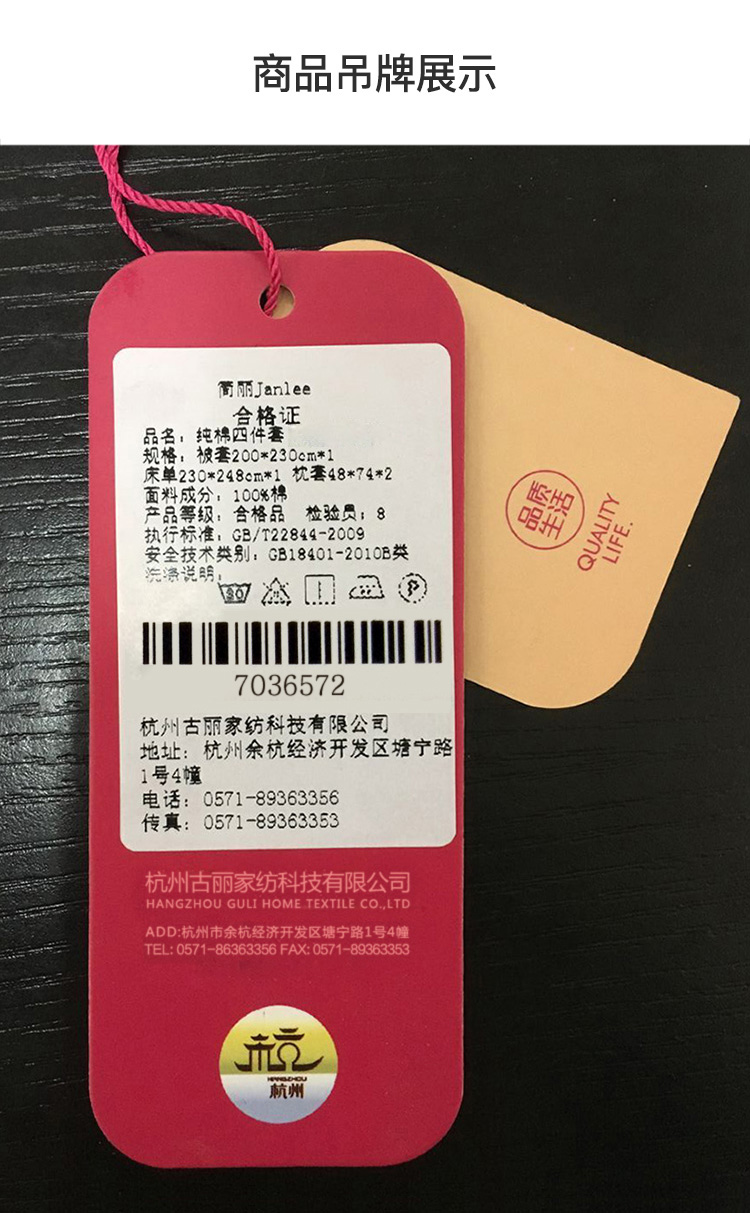 商品吊牌展示
简丽Janlee
合格证
品名：纯棉四件套
规格：被套200*230cm*1
床单230*248cm*1 枕套48*74*2
面料成分：100%棉
产品等级：合格品 检验员：8
执行标准：GB/T22844-2009
安全技术类别：GB18401-2010B类
洗涤说明：
30
P
7036572
杭州古丽家纺科技有限公司
地址：杭州余杭经济开发区塘宁路
1号4幢
电话：0571-89363356
传真：0571-89363353
杭州古丽家纺科技有限公司
HANGZHOU GULI HOME TEXTILE CO.,LTD
ADD:杭州市余杭经济开发区塘宁路1号4幢
TEL: 0571-86363356 FAX: 0571-89363353
杭
HANGZHOU
杭州
品质
生活
QUALITY
LIFE.